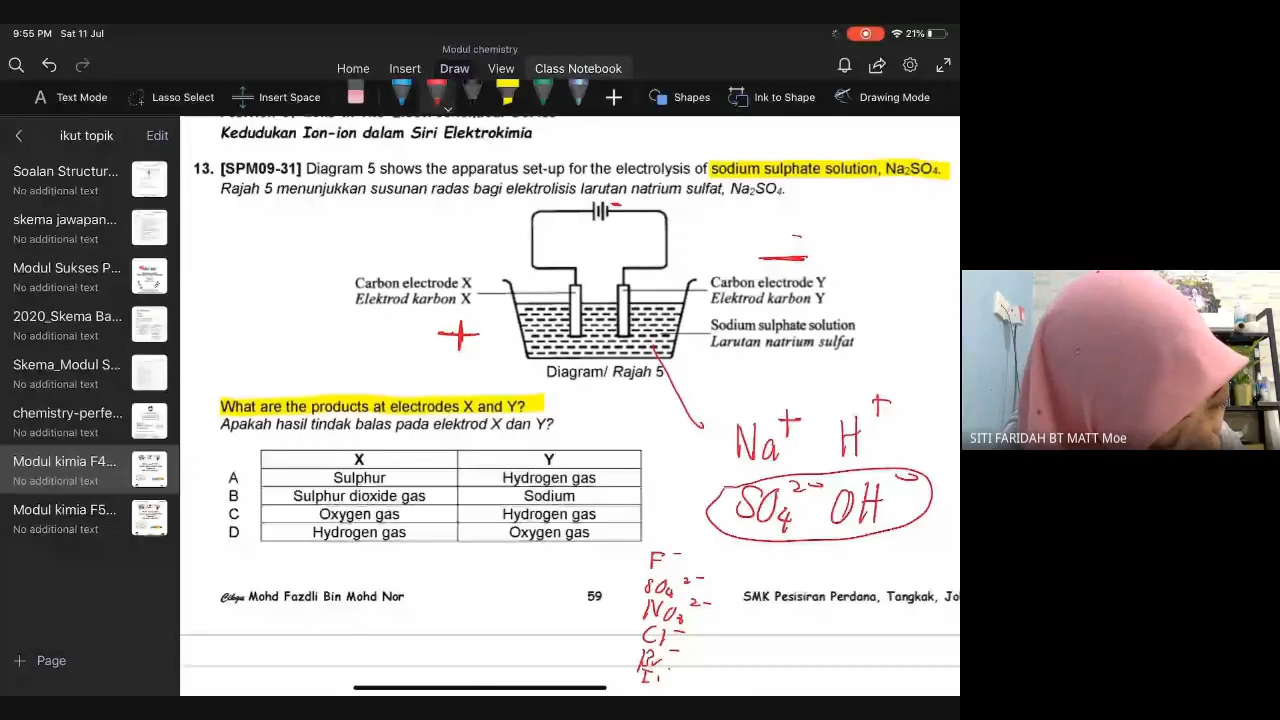 9:55 PM Sat 11 Jul
21%
Modul chemistry
Home Insert Draw View Class Notebook
Text Mode Lasso Select Insert Space Shapes Ink to Shape Drawing Mode
ikut topik Edit
Soalan Structur...
No additional text
skema jawapan...
No additional text
Modul Sukses P...
No additional text
2020_Skema Ba...
No additional text
Skema_Modul S...
No additional text
chemistry-perfe...
No additional text
Modul kimia F4...
No additional text
Modul kimia F5...
No additional text
Page
Kedudukan Ion-ion dalam Siri Elektrokimia
13. [SPM09-31] Diagram 5 shows the apparatus set-up for the electrolysis of sodium sulphate solution, Na₂SO₄.
Rajah 5 menunjukkan susunan radas bagi elektrolisis larutan natrium sulfat, Na₂SO₄.
Carbon electrode X
Elektrod karbon X
Carbon electrode Y
Elektrod karbon Y
Sodium sulphate solution
Larutan natrium sulfat
Diagram/ Rajah 5
+
-
-
Na⁺ H⁺
SO₄²⁻ OH⁻
What are the products at electrodes X and Y?
Apakah hasil tindak balas pada elektrod X dan Y?
X Y
A Sulphur Hydrogen gas
B Sulphur dioxide gas Sodium
C Oxygen gas Hydrogen gas
D Hydrogen gas Oxygen gas
F⁻
SO₄²⁻
NO₃²⁻
Cl⁻
Br⁻
Cikgu Mohd Fazdli Bin Mohd Nor 59 SMK Pesisiran Perdana, Tangkak, Jo
SITI FARIDAH BT MATT Moe